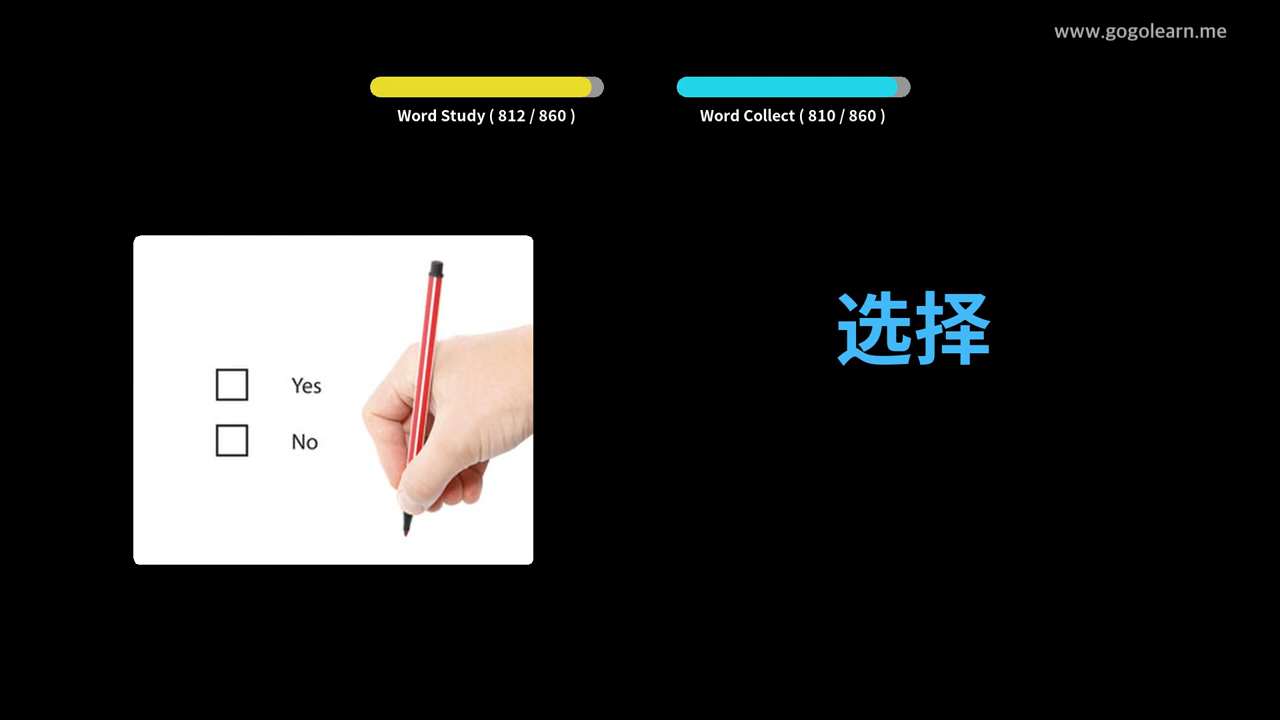 www.gogolearn.me
Word Study ( 812 / 860 )
Word Collect ( 810 / 860 )
选择
Yes
No